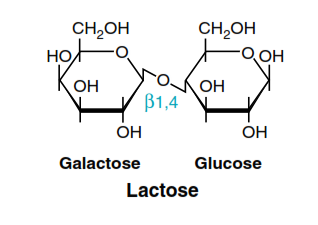 CH₂OH CH₂OH
HO O O OH
OH O OH
β1,4
OH OH
Galactose Glucose
Lactose